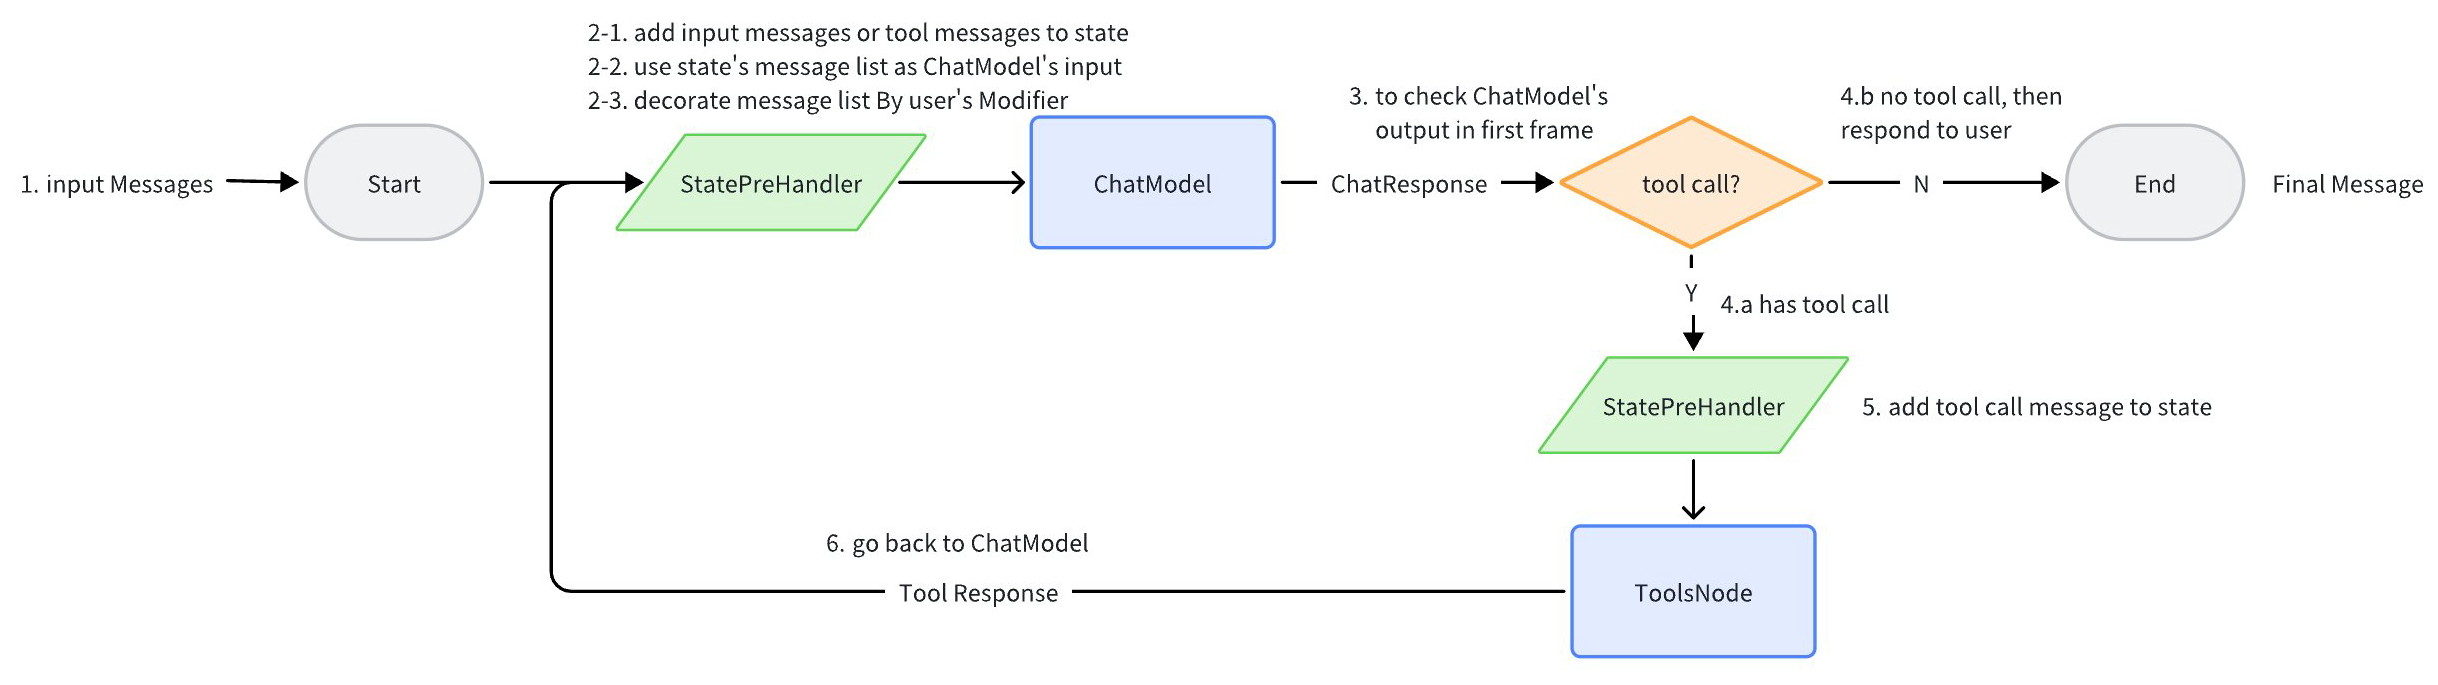 2-1. add input messages or tool messages to state
2-2. use state's message list as ChatModel's input
2-3. decorate message list By user's Modifier
1. input Messages
Start
StatePreHandler
ChatModel
3. to check ChatModel's
output in first frame
ChatResponse
tool call?
4.b no tool call, then
respond to user
N
End
Final Message
Y
4.a has tool call
StatePreHandler
5. add tool call message to state
ToolsNode
6. go back to ChatModel
Tool Response